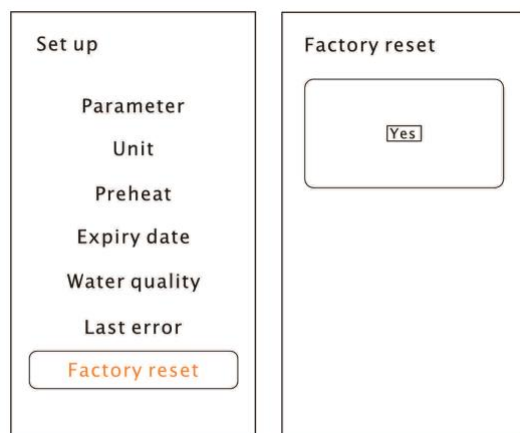 Set up
Parameter
Unit
Preheat
Expiry date
Water quality
Last error
Factory reset
Factory reset
Yes